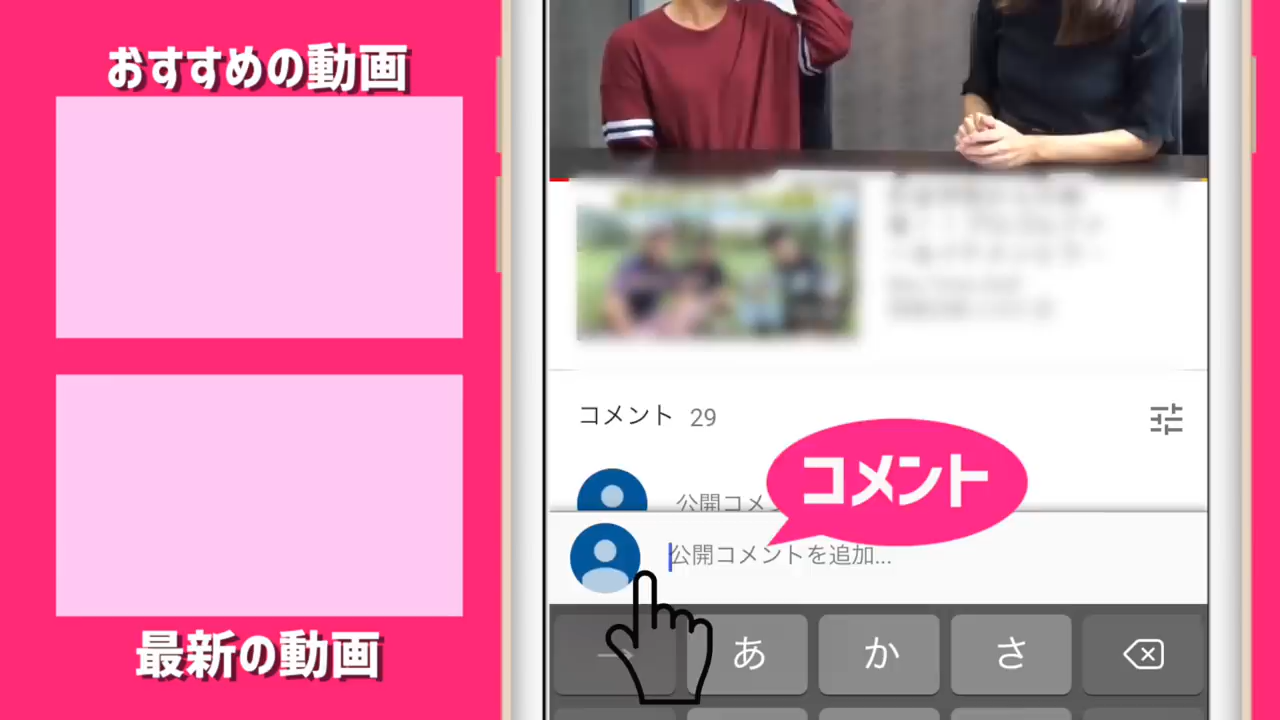 おすすめの動画
最新の動画
コメント 29
公開コメ
コメント
公開コメントを追加...
→ あ か さ